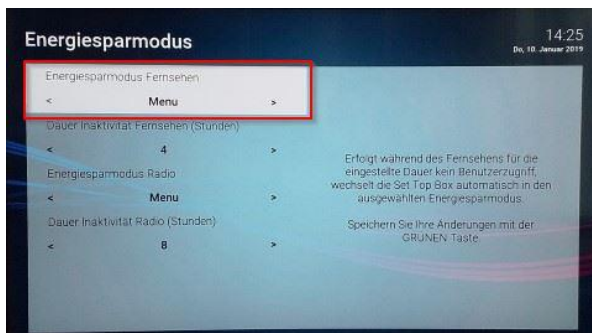 Energiesparmodus
14:25
Do, 10. Januar 2019
Energiesparmodus Fernsehen
< Menu >
Dauer Inaktivität Fernsehen (Stunden)
< 4 >
Energiesparmodus Radio
< Menu >
Dauer Inaktivität Radio (Stunden)
< 8 >
Erfolgt während des Fernsehens für die
eingestellte Dauer kein Benutzerzugriff,
wechselt die Set Top Box automatisch in den
ausgewählten Energiesparmodus.
Speichern Sie Ihre Änderungen mit der
GRÜNEN Taste